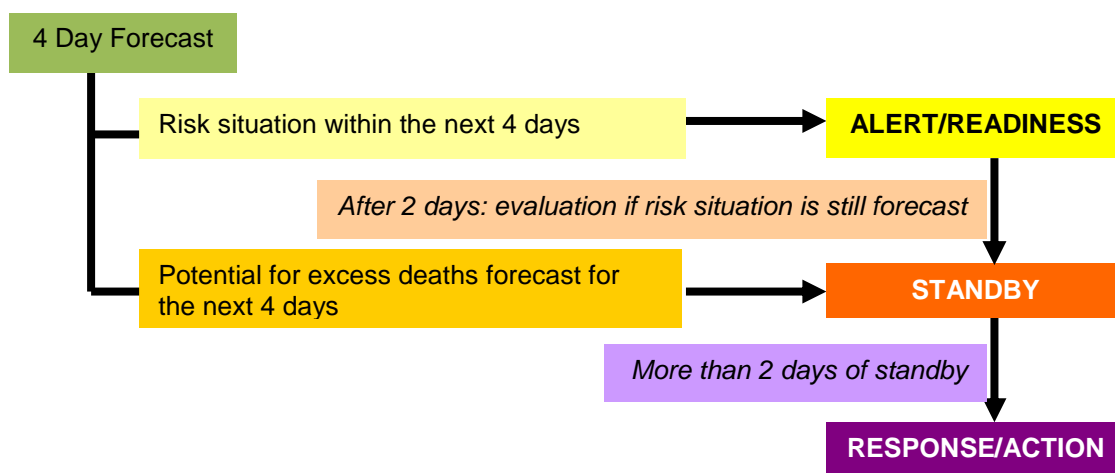 4 Day Forecast
Risk situation within the next 4 days
ALERT/READINESS
After 2 days: evaluation if risk situation is still forecast
Potential for excess deaths forecast for
the next 4 days
STANDBY
More than 2 days of standby
RESPONSE/ACTION